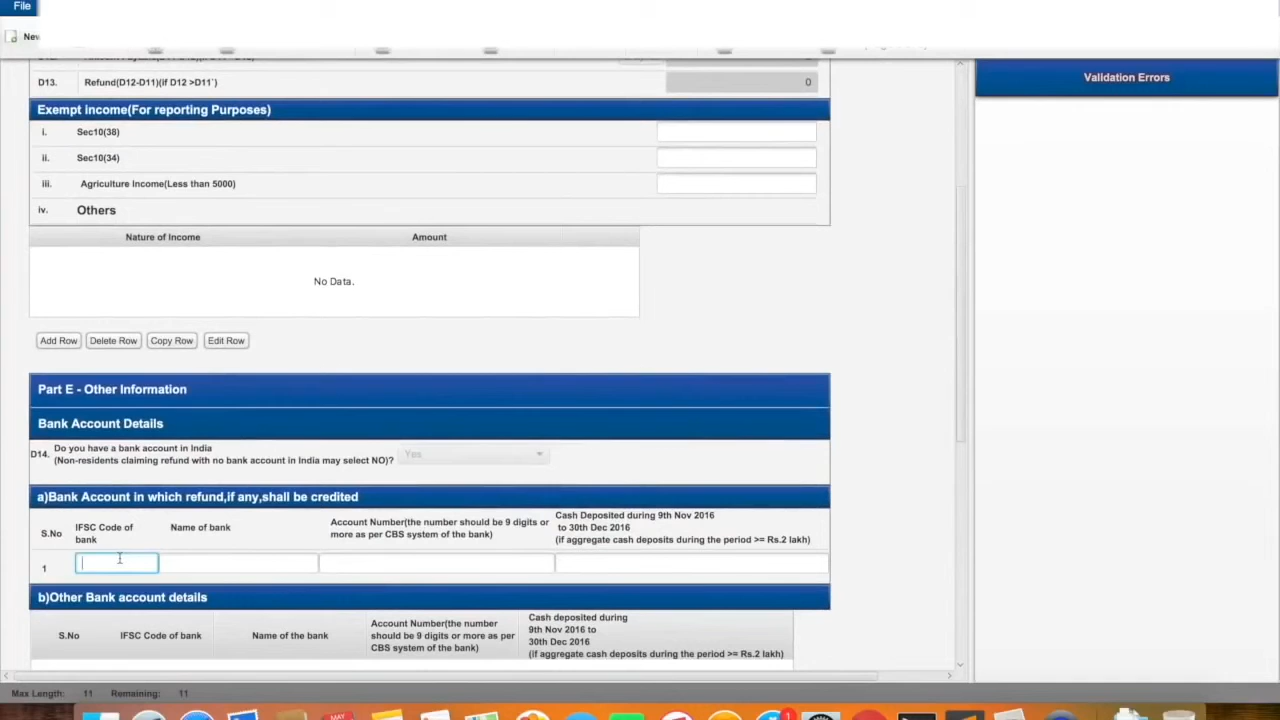 File
New
D13. Refund(D12-D11)(if D12 >D11`) 0
Exempt income(For reporting Purposes)
i. Sec10(38)
ii. Sec10(34)
iii. Agriculture Income(Less than 5000)
iv. Others
Nature of Income Amount
No Data.
Add Row Delete Row Copy Row Edit Row
Part E - Other Information
Bank Account Details
D14. Do you have a bank account in India
(Non-residents claiming refund with no bank account in India may select NO)? Yes
a)Bank Account in which refund,if any,shall be credited
S.No IFSC Code of bank Name of bank Account Number(the number should be 9 digits or more as per CBS system of the bank) Cash Deposited during 9th Nov 2016 to 30th Dec 2016 (if aggregate cash deposits during the period >= Rs.2 lakh)
1
b)Other Bank account details
S.No IFSC Code of bank Name of the bank Account Number(the number should be 9 digits or more as per CBS system of the bank) Cash deposited during 9th Nov 2016 to 30th Dec 2016 (if aggregate cash deposits during the period >= Rs.2 lakh)
Validation Errors
Max Length: 11 Remaining: 11
MAY
1